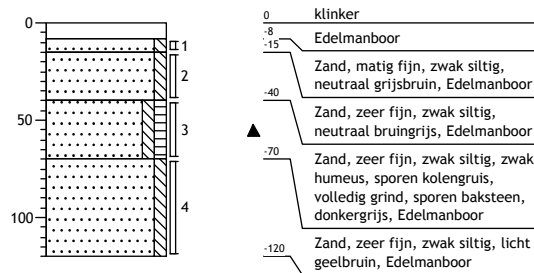 0
50
100
1
2
3
4
0 klinker
-8
Edelmanboor
-15
Zand, matig fijn, zwak siltig,
neutraal grijsbruin, Edelmanboor
-40
Zand, zeer fijn, zwak siltig,
neutraal bruingrijs, Edelmanboor
-70
Zand, zeer fijn, zwak siltig, zwak
humeus, sporen kolengruis,
volledig grind, sporen baksteen,
donkergrijs, Edelmanboor
-120
Zand, zeer fijn, zwak siltig, licht
geelbruin, Edelmanboor